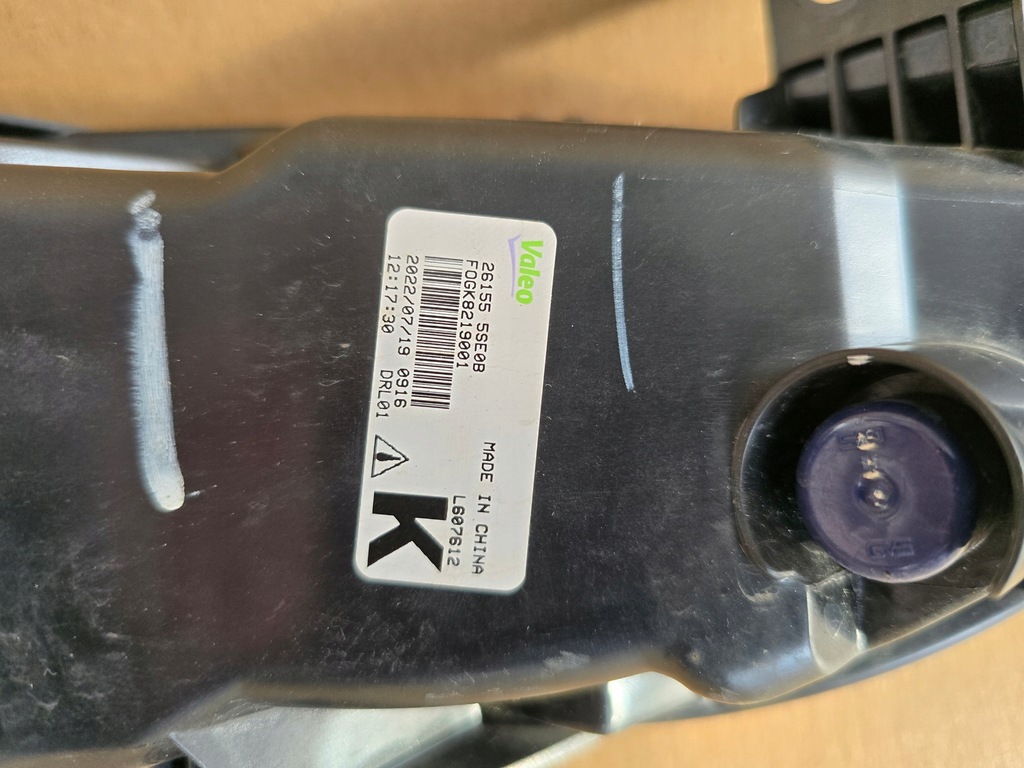 Valeo
26155 5SE0B
MADE IN CHINA
FOGK8219001
L607612
K
2022/07/19 0916
12:17:30 DRL01